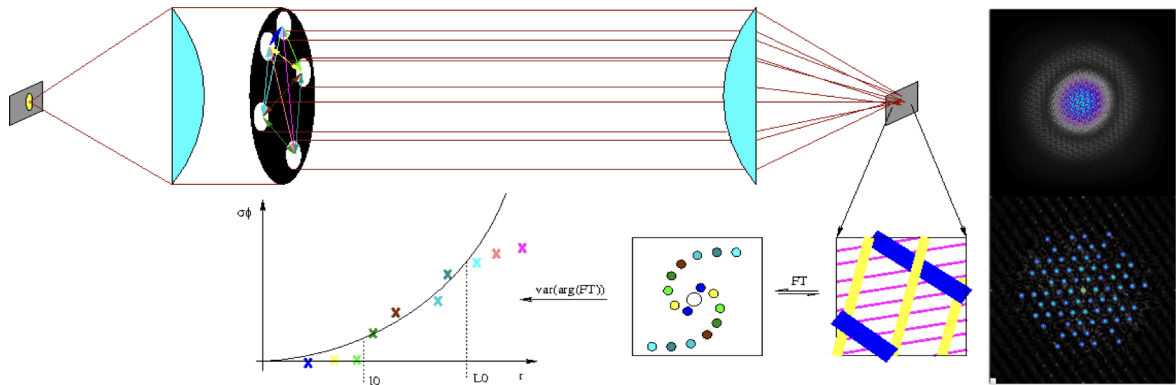 σϕ
var(arg(FT))
FT
l0
L0
r